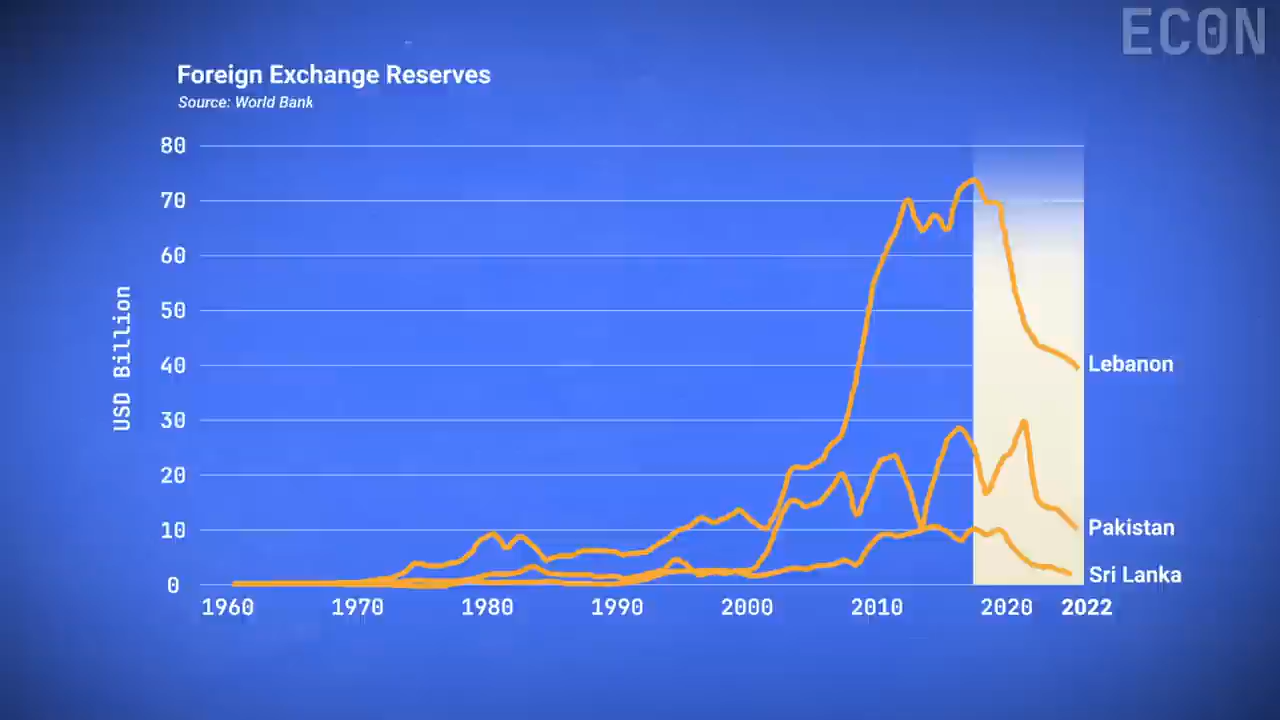 ECON
Foreign Exchange Reserves
Source: World Bank
80
70
60
50
40
30
20
10
0
USD Billion
Lebanon
Pakistan
Sri Lanka
1960 1970 1980 1990 2000 2010 2020 2022